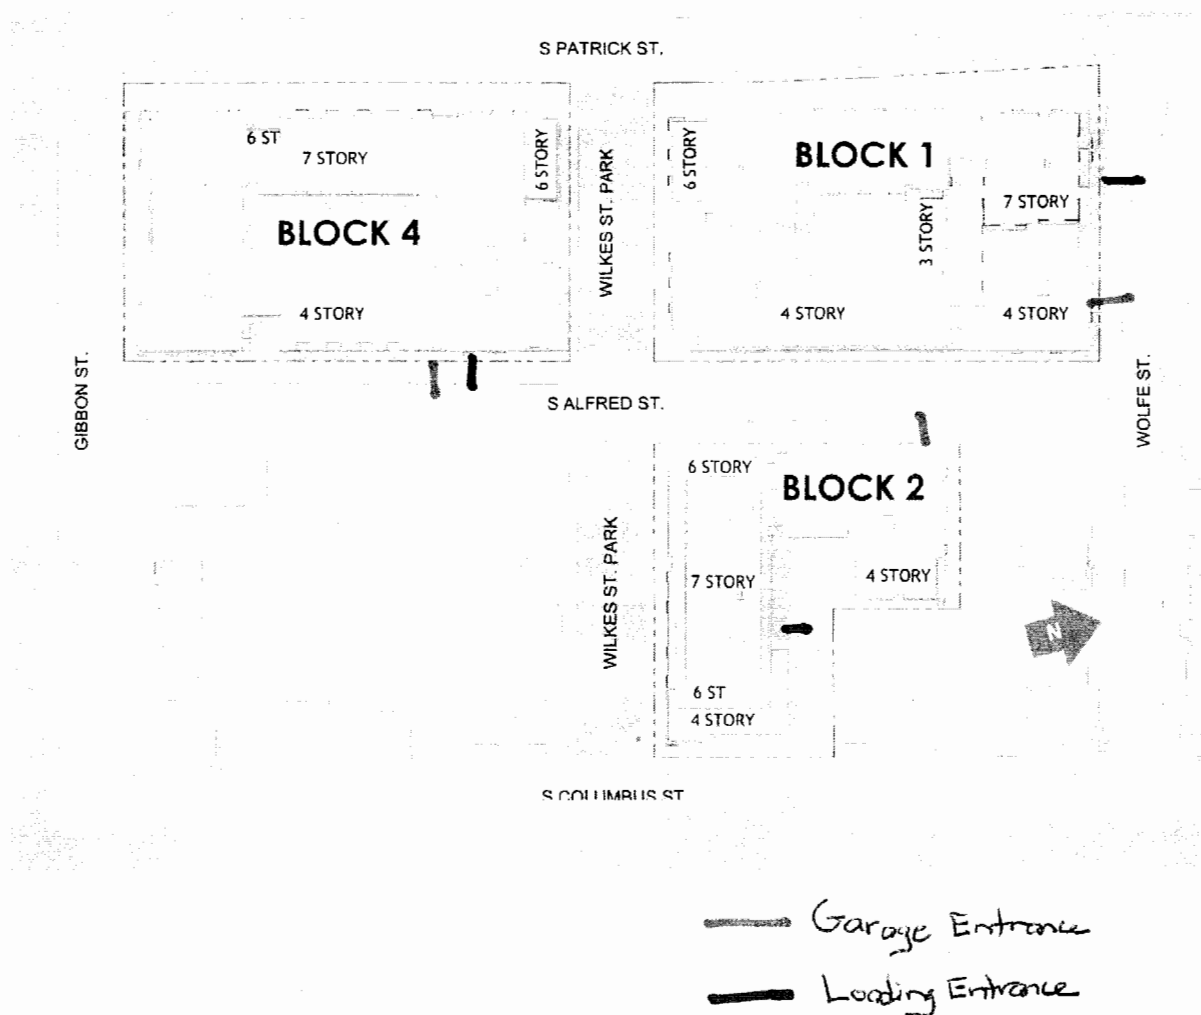 S PATRICK ST.
6 ST
7 STORY
6 STORY
BLOCK 4
4 STORY
WILKES ST. PARK
6 STORY
BLOCK 1
7 STORY
3 STORY
4 STORY
4 STORY
GIBBON ST.
S ALFRED ST.
WOLFE ST.
6 STORY
BLOCK 2
WILKES ST. PARK
7 STORY
4 STORY
N
6 ST
4 STORY
S COLUMBUS ST
Garage Entrance
Loading Entrance